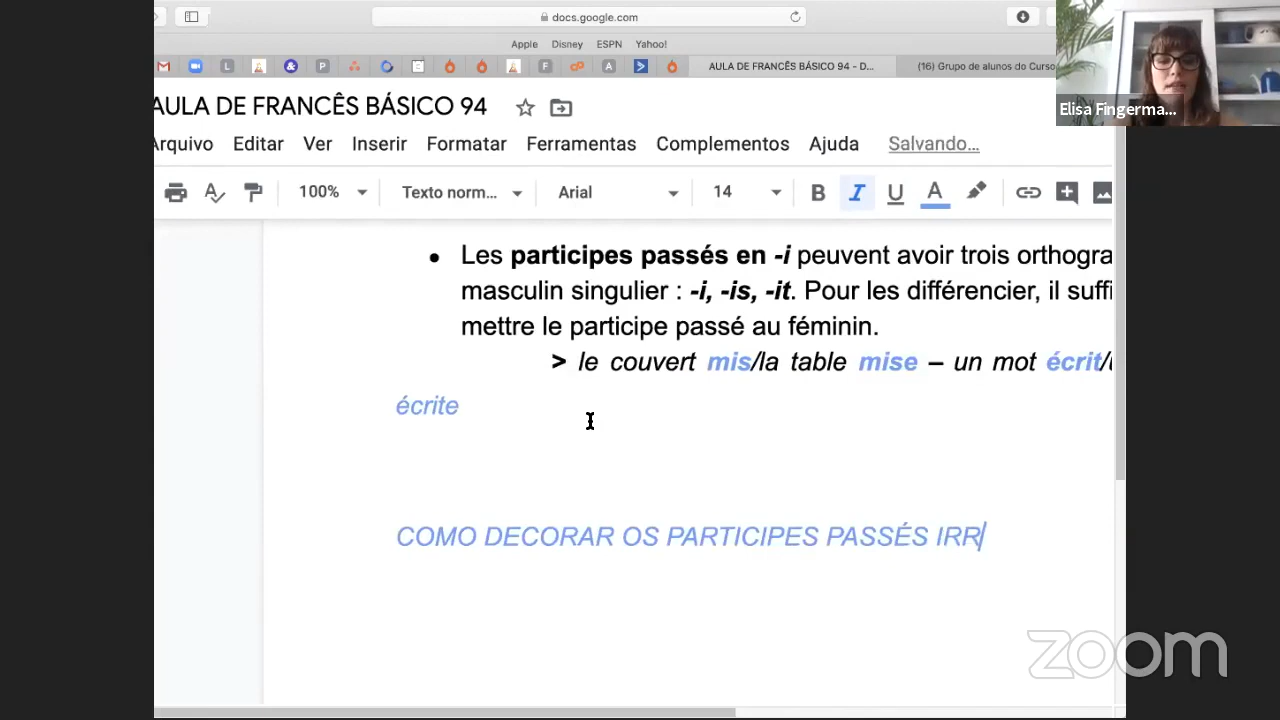 docs.google.com
Apple Disney ESPN Yahoo!
L P F A AULA DE FRANCÊS BÁSICO 94 - D... (16) Grupo de alunos do Curso
AULA DE FRANCÊS BÁSICO 94
Elisa Fingerma...
Arquivo Editar Ver Inserir Formatar Ferramentas Complementos Ajuda Salvando...
100% Texto norm... Arial 14 B I U A
● Les participes passés en -i peuvent avoir trois orthogra
masculin singulier : -i, -is, -it. Pour les différencier, il suffi
mettre le participe passé au féminin.
> le couvert mis/la table mise – un mot écrit/
écrite
COMO DECORAR OS PARTICIPES PASSÉS IRR
zoom